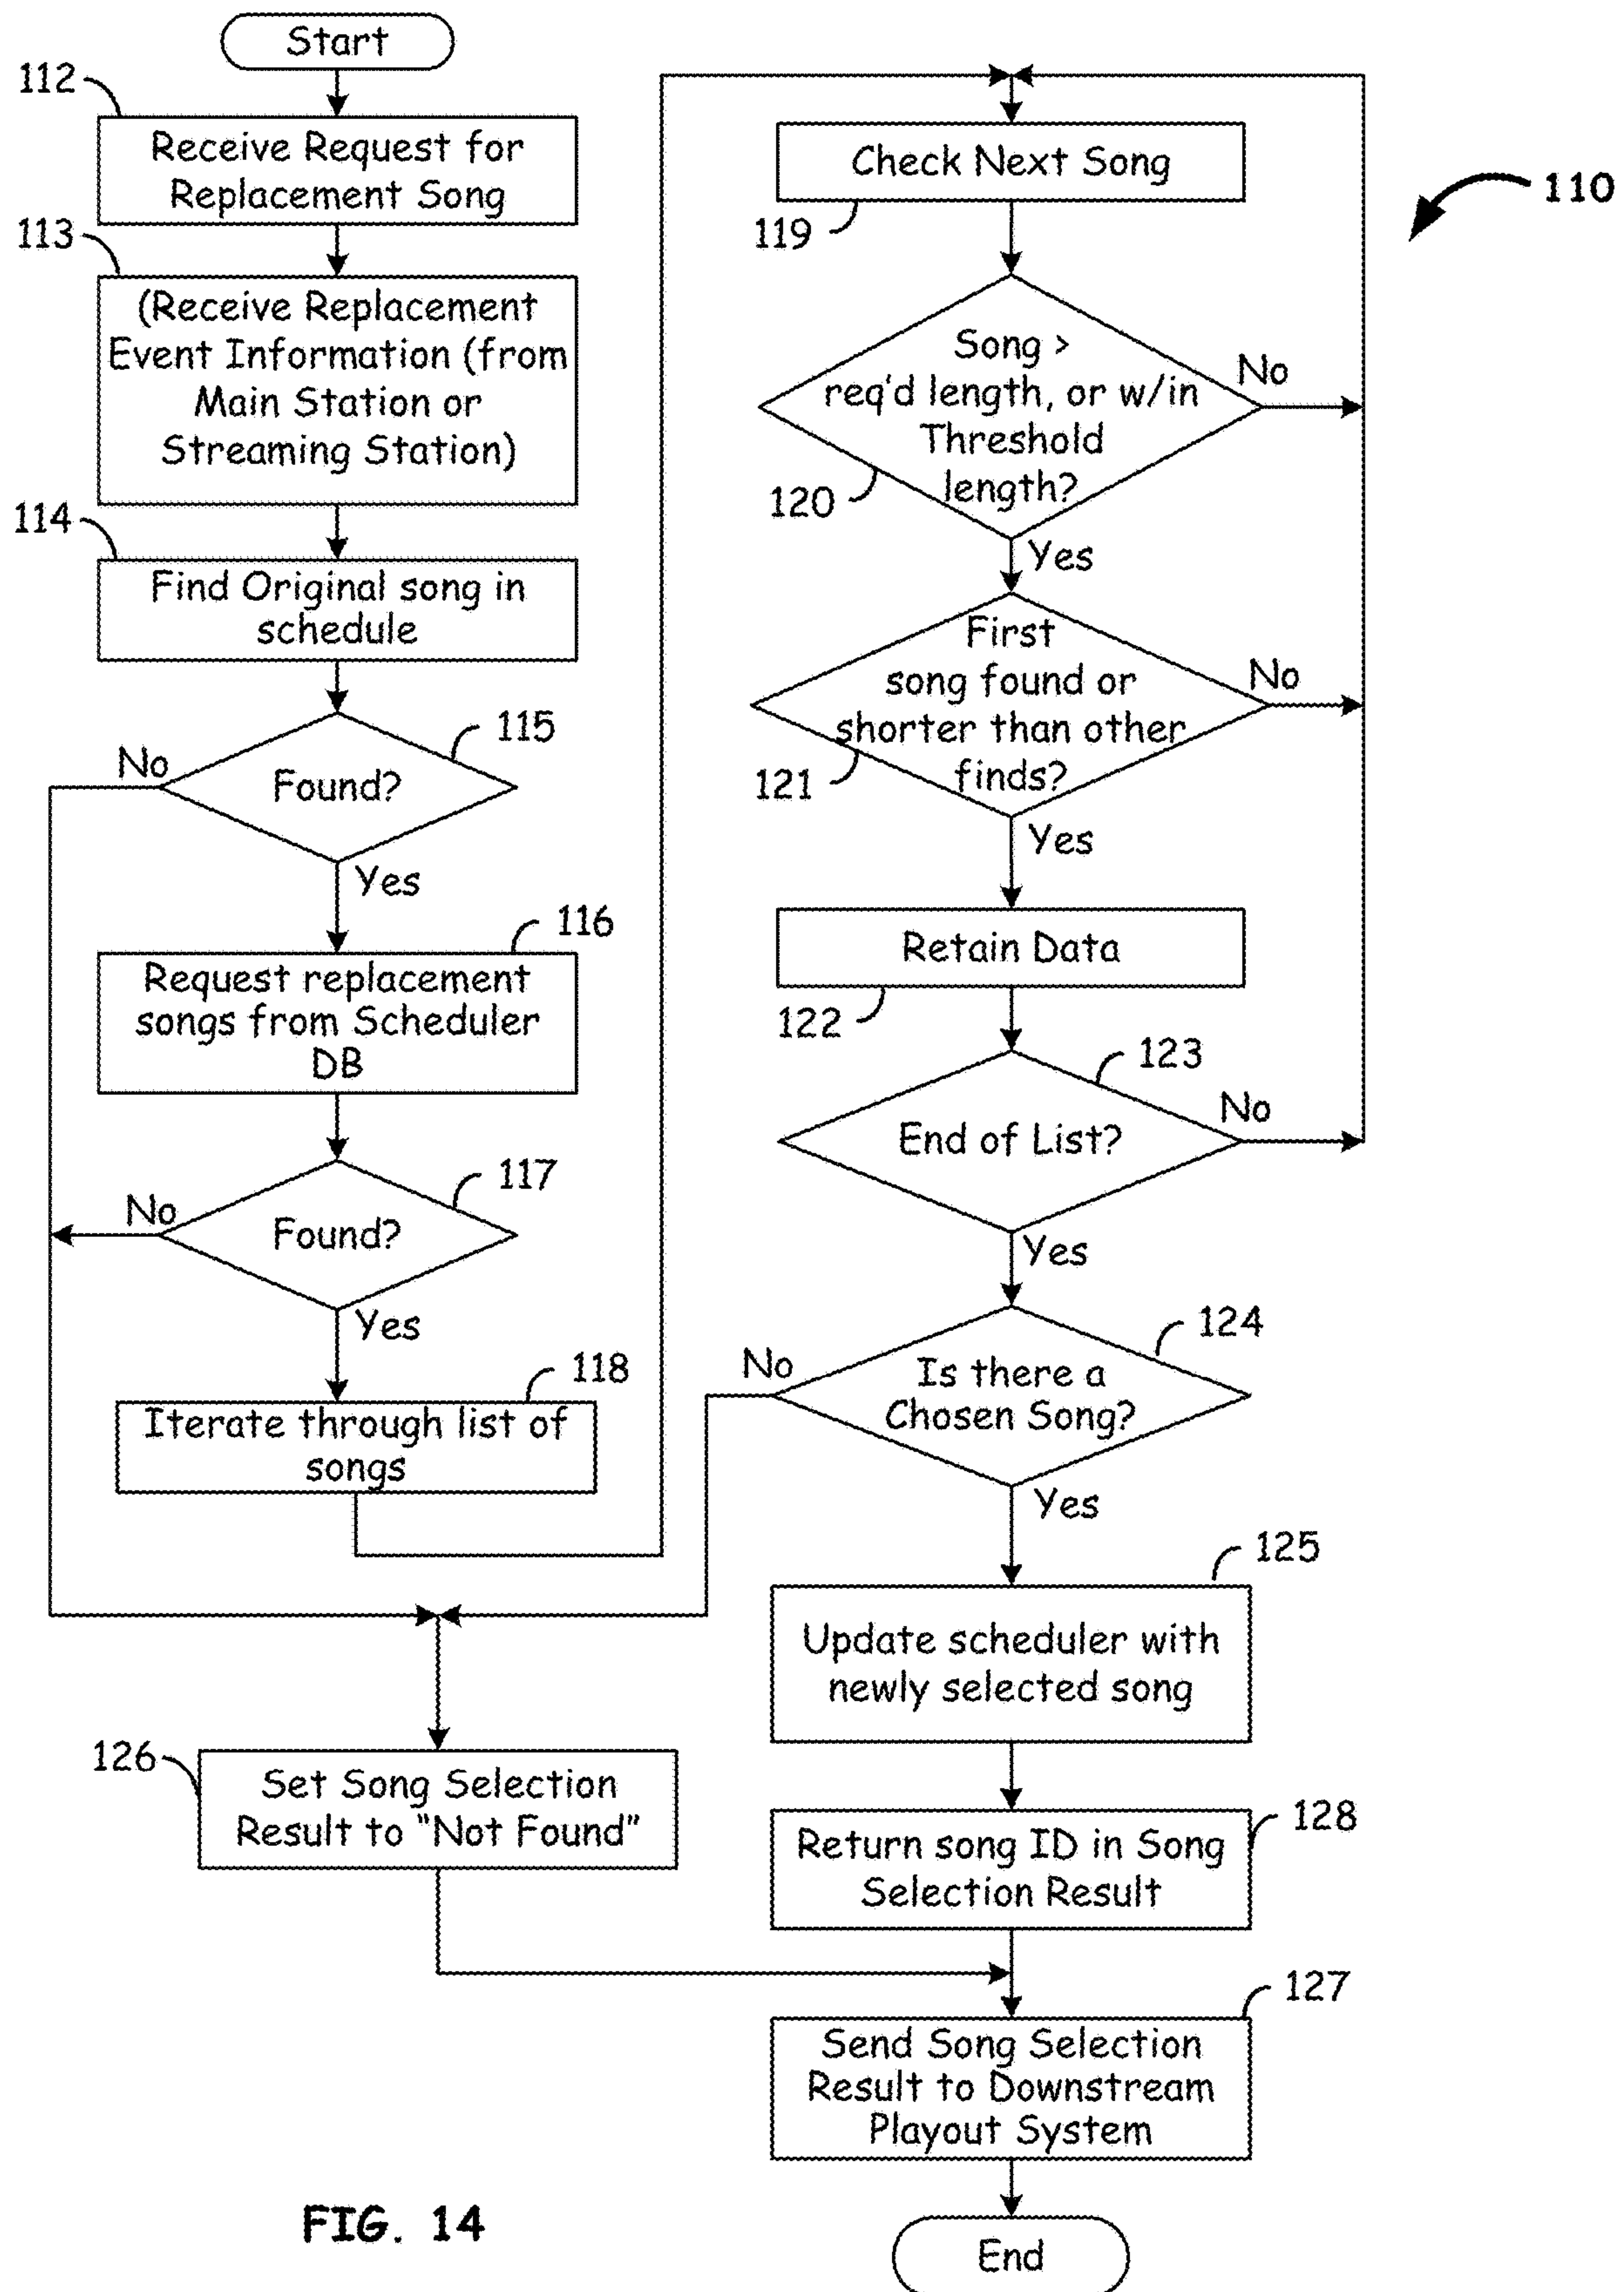 Start
112
Receive Request for
Replacement Song
113
(Receive Replacement
Event Information (from
Main Station or
Streaming Station)
114
Find Original song in
schedule
115
No
Found?
Yes
116
Request replacement
songs from Scheduler
DB
117
No
Found?
Yes
118
Iterate through list of
songs
110
Check Next Song
119
Song >
req'd length, or w/in
Threshold
length?
No
120
Yes
First
song found or
shorter than other
finds?
No
121
Yes
Retain Data
122
123
End of List?
No
Yes
124
No
Is there a
Chosen Song?
Yes
125
Update scheduler with
newly selected song
126
Set Song Selection
Result to “Not Found”
128
Return song ID in Song
Selection Result
127
Send Song Selection
Result to Downstream
Playout System
End
FIG. 14